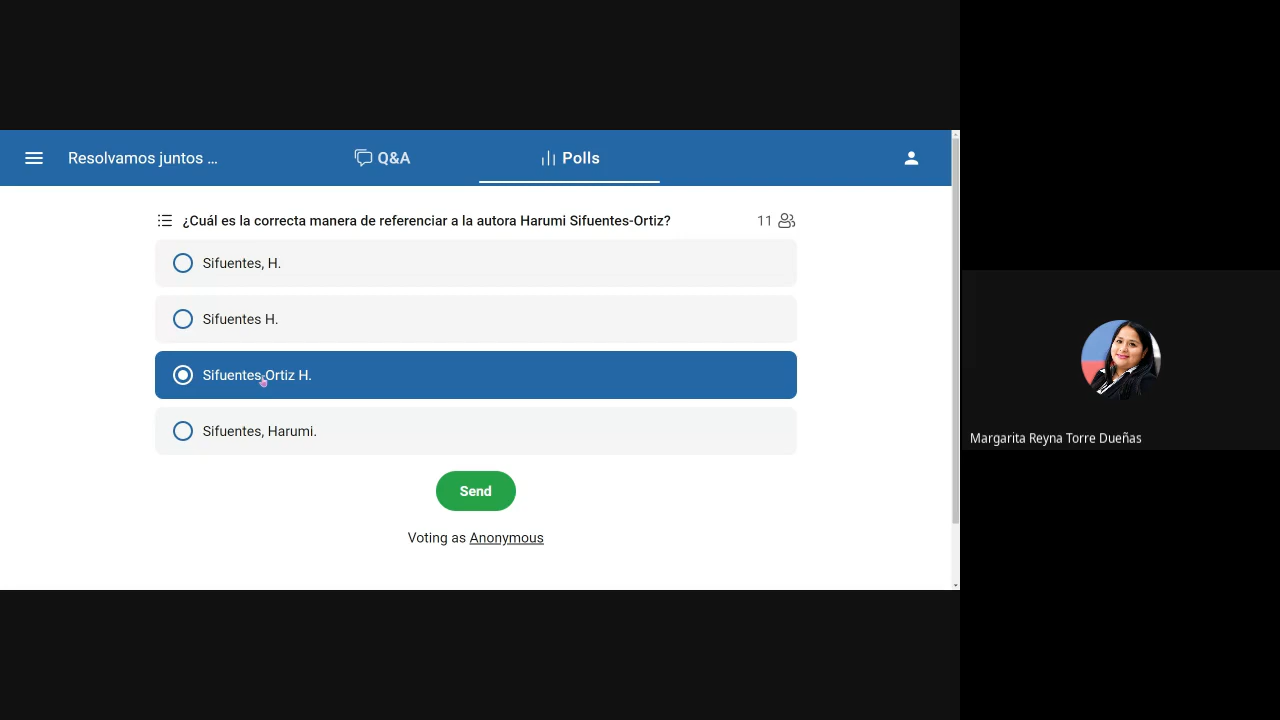 Resolvamos juntos ...
Q&A
Polls
¿Cuál es la correcta manera de referenciar a la autora Harumi Sifuentes-Ortiz?
11
Sifuentes, H.
Sifuentes H.
Sifuentes-Ortiz H.
Sifuentes, Harumi.
Send
Voting as Anonymous
Margarita Reyna Torre Dueñas